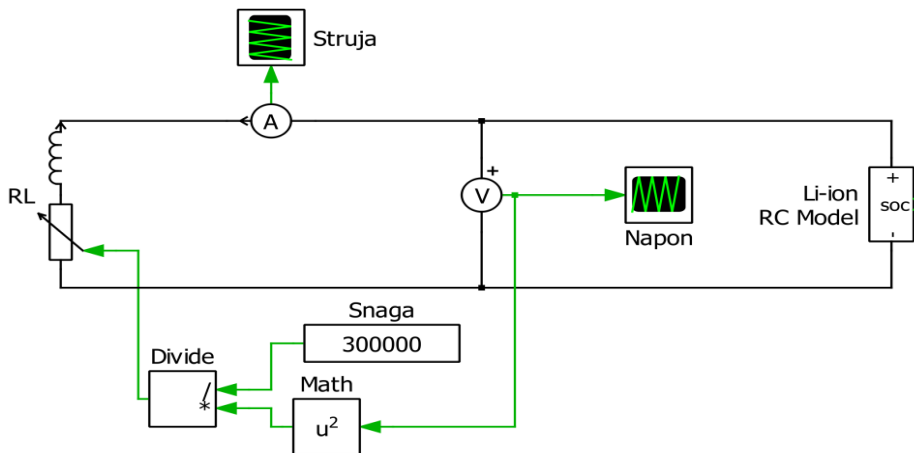 Struja
A
RL
+
V
Napon
Li-ion
RC Model
+
soc
-
Snaga
300000
Divide
/
*
Math
u²